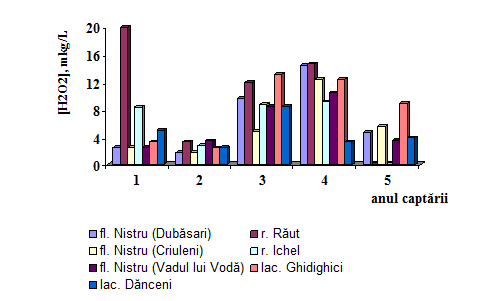 [H2O2], mkg/L
20
16
12
8
4
0
1 2 3 4 5
anul captării
fl. Nistru (Dubăsari) r. Răut
fl. Nistru (Criuleni) r. Ichel
fl. Nistru (Vadul lui Vodă) lac. Ghidighici
lac. Dănceni